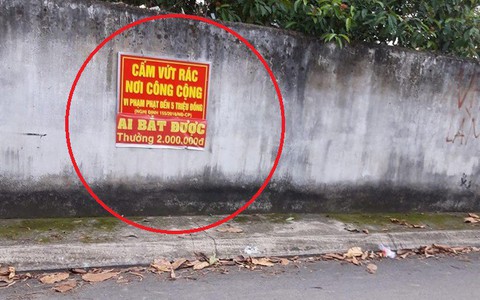 CẤM VỨT RÁC
NƠI CÔNG CỘNG
VI PHẠM PHẠT ĐẾN 5 TRIỆU ĐỒNG
AI BẮT ĐƯỢC
Thưởng 2.000.000đ